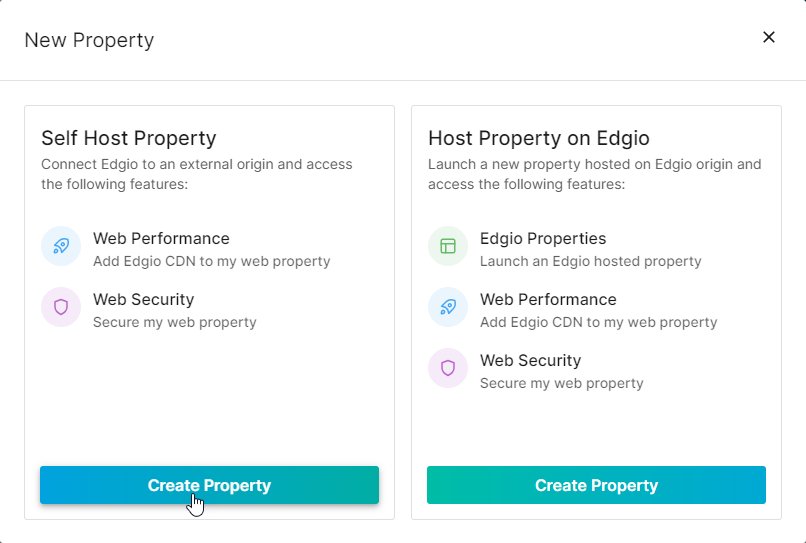 New Property
Self Host Property
Connect Edgio to an external origin and access
the following features:
Web Performance
Add Edgio CDN to my web property
Web Security
Secure my web property
Create Property
Host Property on Edgio
Launch a new property hosted on Edgio origin and
access the following features:
Edgio Properties
Launch an Edgio hosted property
Web Performance
Add Edgio CDN to my web property
Web Security
Secure my web property
Create Property